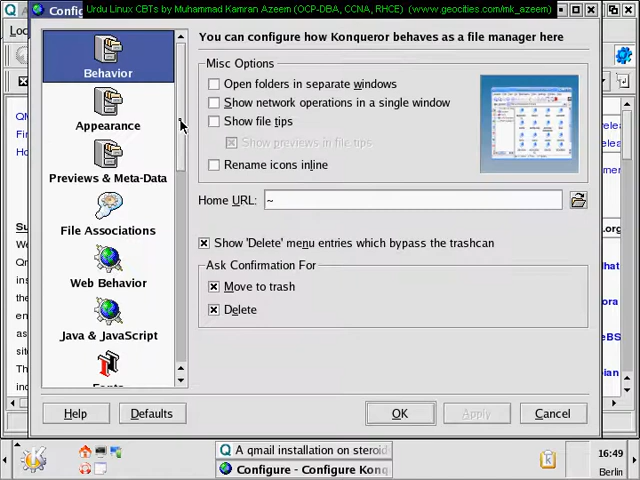 Config
Urdu Linux CBTs by Muhammad Kamran Azeem (OCP-DBA, CCNA, RHCE) (www.geocities.com/mk_azeem)
You can configure how Konqueror behaves as a file manager here
Behavior
Appearance
Previews & Meta-Data
File Associations
Web Behavior
Java & JavaScript
Fonts
Misc Options
Open folders in separate windows
Show network operations in a single window
Show file tips
Show previews in file tips
Rename icons inline
Home URL: ~
Show 'Delete' menu entries which bypass the trashcan
Ask Confirmation For
Move to trash
Delete
Help
Defaults
OK
Apply
Cancel
A qmail installation on steroid
Configure - Configure Konq
16:49
Berlin